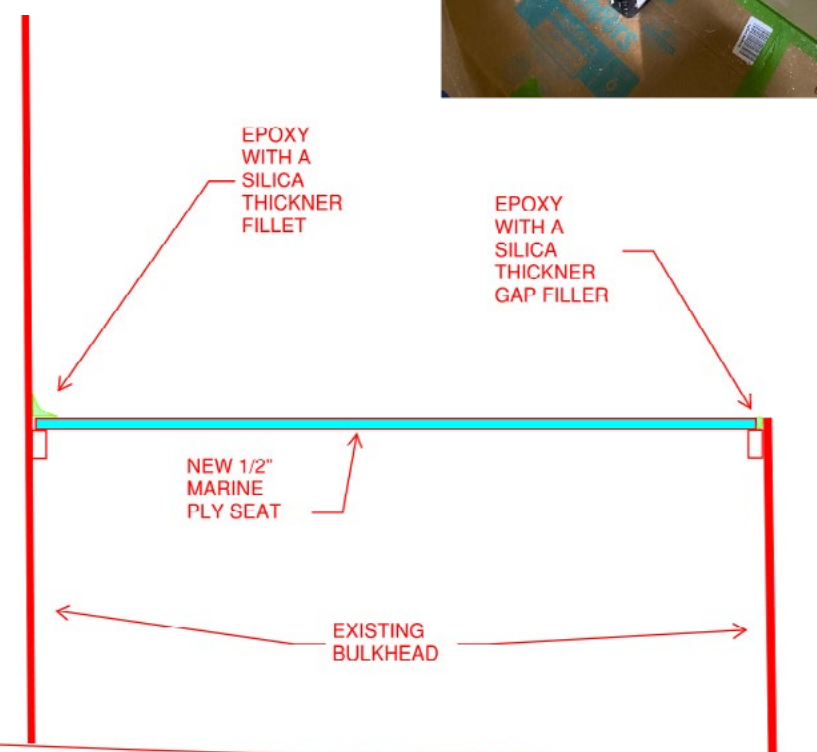 EPOXY
WITH A
SILICA
THICKNER
FILLET
EPOXY
WITH A
SILICA
THICKNER
GAP FILLER
NEW 1/2"
MARINE
PLY SEAT
EXISTING
BULKHEAD